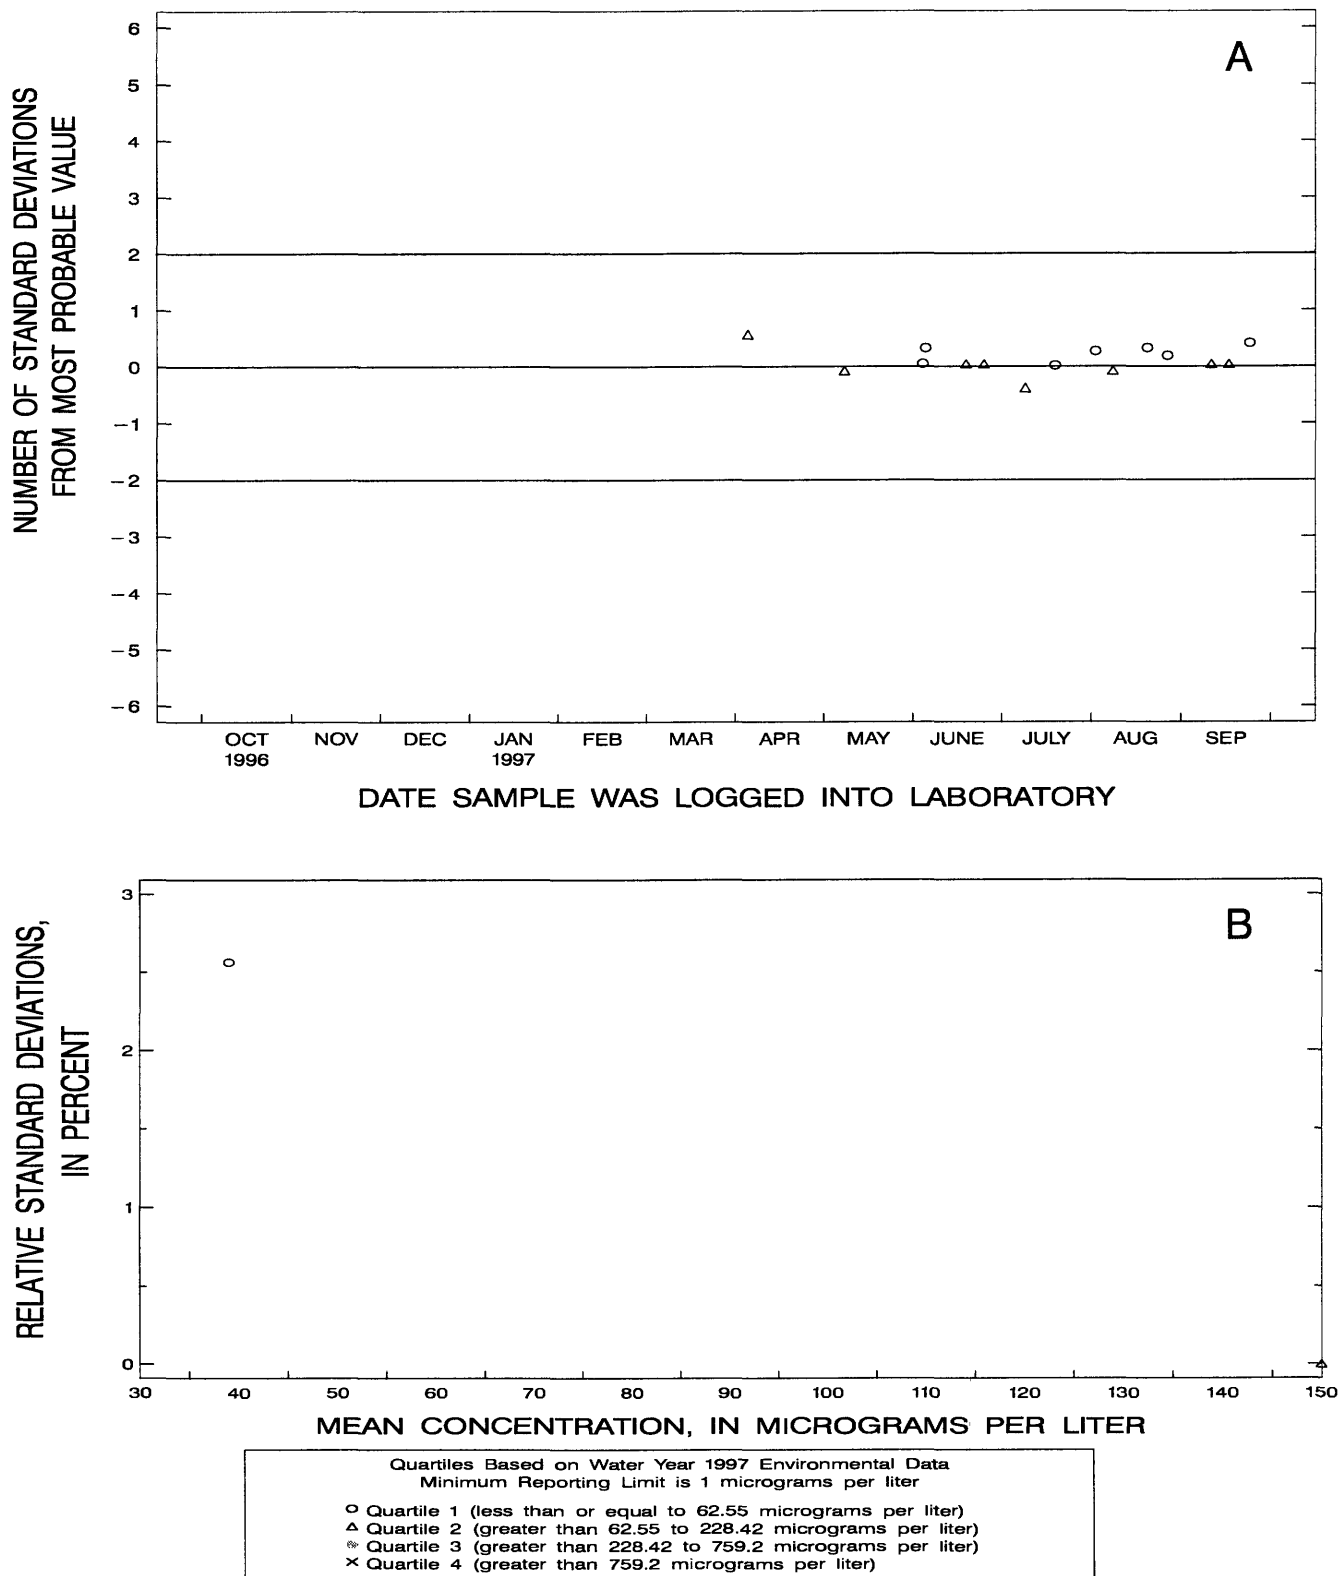 A
NUMBER OF STANDARD DEVIATIONS
FROM MOST PROBABLE VALUE
6
5
4
3
2
1
0
−1
−2
−3
−4
−5
−6
OCT NOV DEC JAN FEB MAR APR MAY JUNE JULY AUG SEP
1996 1997
DATE SAMPLE WAS LOGGED INTO LABORATORY
B
RELATIVE STANDARD DEVIATIONS,
IN PERCENT
3
2
1
0
30 40 50 60 70 80 90 100 110 120 130 140 150
MEAN CONCENTRATION, IN MICROGRAMS PER LITER
Quartiles Based on Water Year 1997 Environmental Data
Minimum Reporting Limit is 1 micrograms per liter
Quartile 1 (less than or equal to 62.55 micrograms per liter)
Quartile 2 (greater than 62.55 to 228.42 micrograms per liter)
Quartile 3 (greater than 228.42 to 759.2 micrograms per liter)
Quartile 4 (greater than 759.2 micrograms per liter)